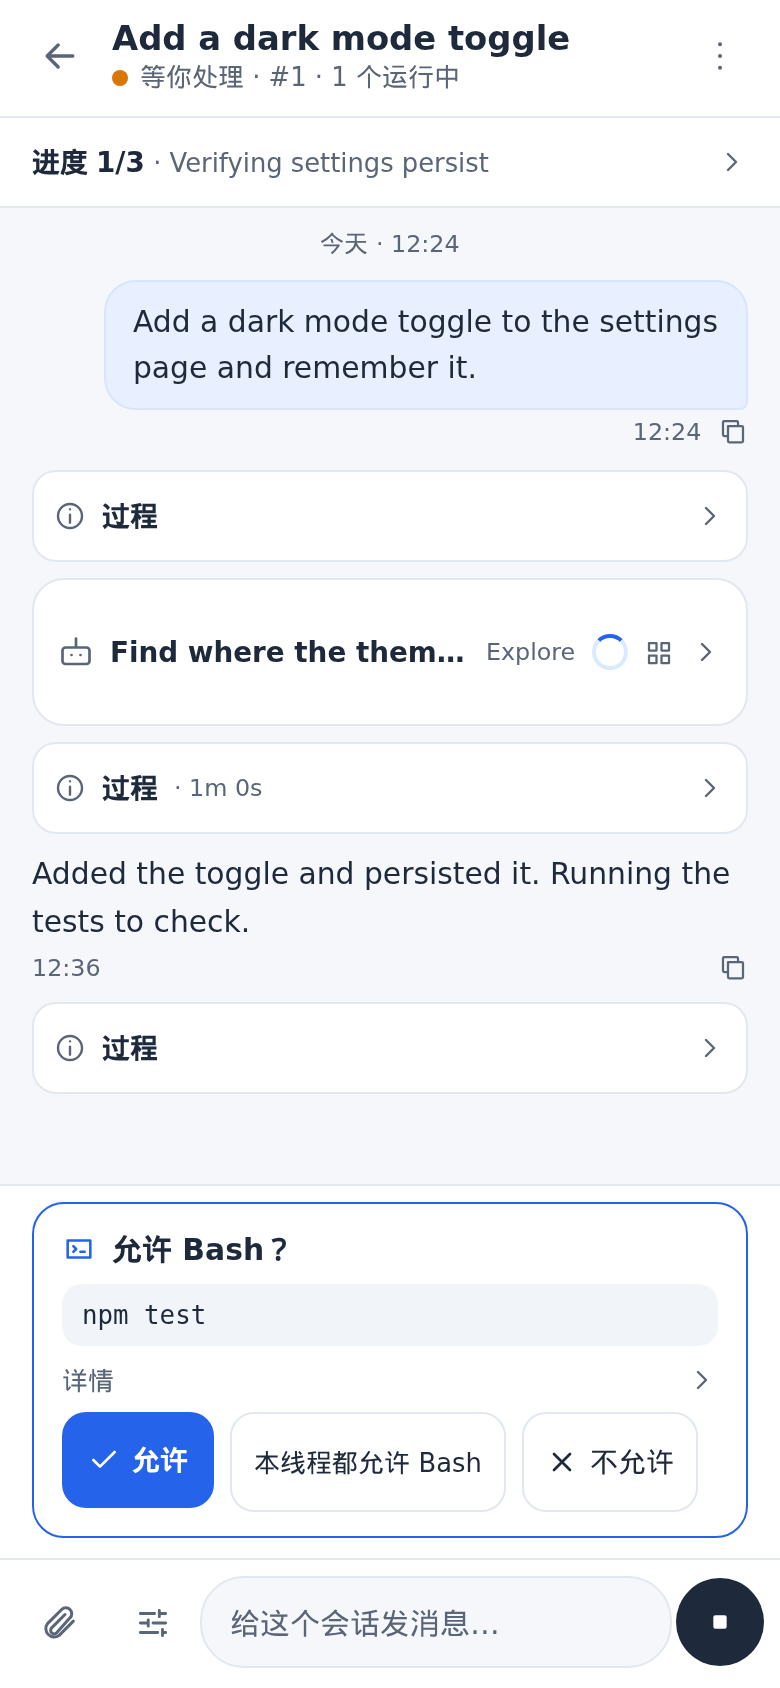 Add a dark mode toggle
等你处理 · #1 · 1 个运行中
进度 1/3 · Verifying settings persist
今天 · 12:24
Add a dark mode toggle to the settings
page and remember it.
12:24
过程
Find where the them… Explore
过程 · 1m 0s
Added the toggle and persisted it. Running the
tests to check.
12:36
过程
允许 Bash？
npm test
详情
允许 本线程都允许 Bash 不允许
给这个会话发消息…